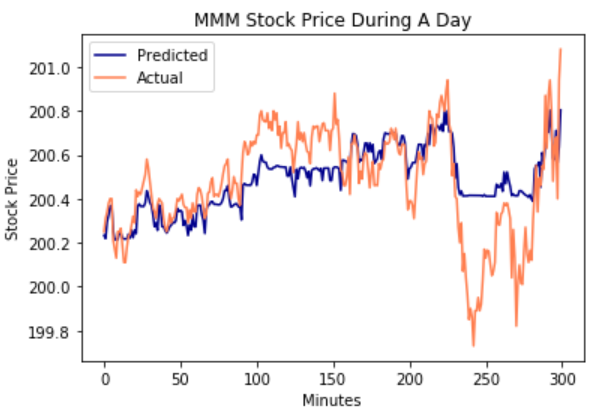 MMM Stock Price During A Day
Predicted
Actual
Stock Price
201.0
200.8
200.6
200.4
200.2
200.0
199.8
0 50 100 150 200 250 300
Minutes